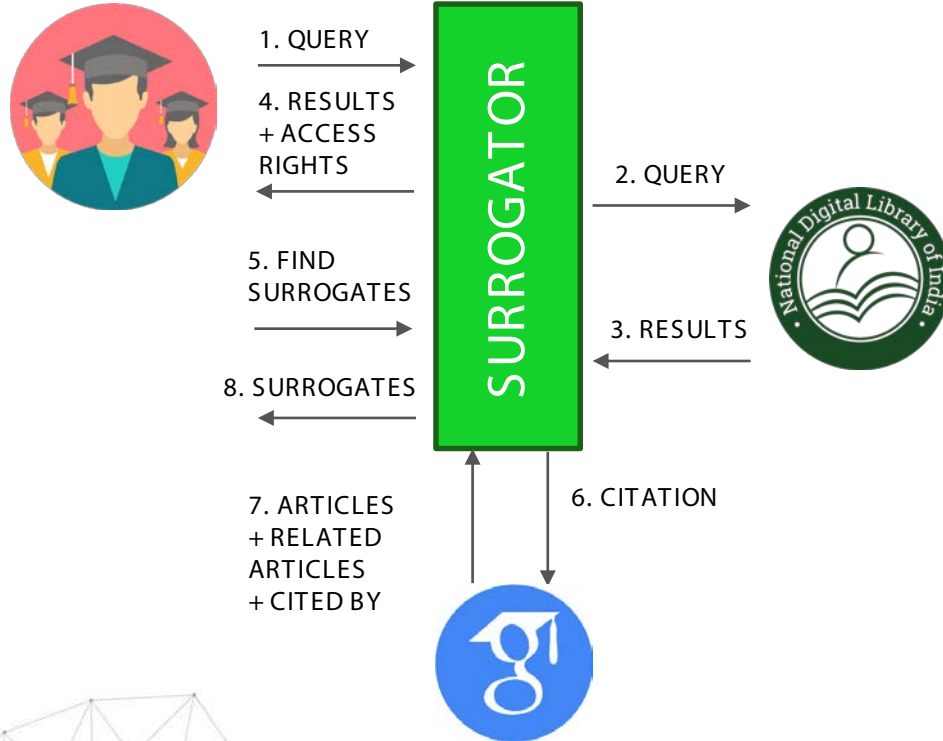 1. QUERY
4. RESULTS
+ ACCESS
RIGHTS
SURROGATOR
2. QUERY
National Digital Library of India
5. FIND
SURROGATES
3. RESULTS
8. SURROGATES
7. ARTICLES
+ RELATED
ARTICLES
+ CITED BY
6. CITATION
g